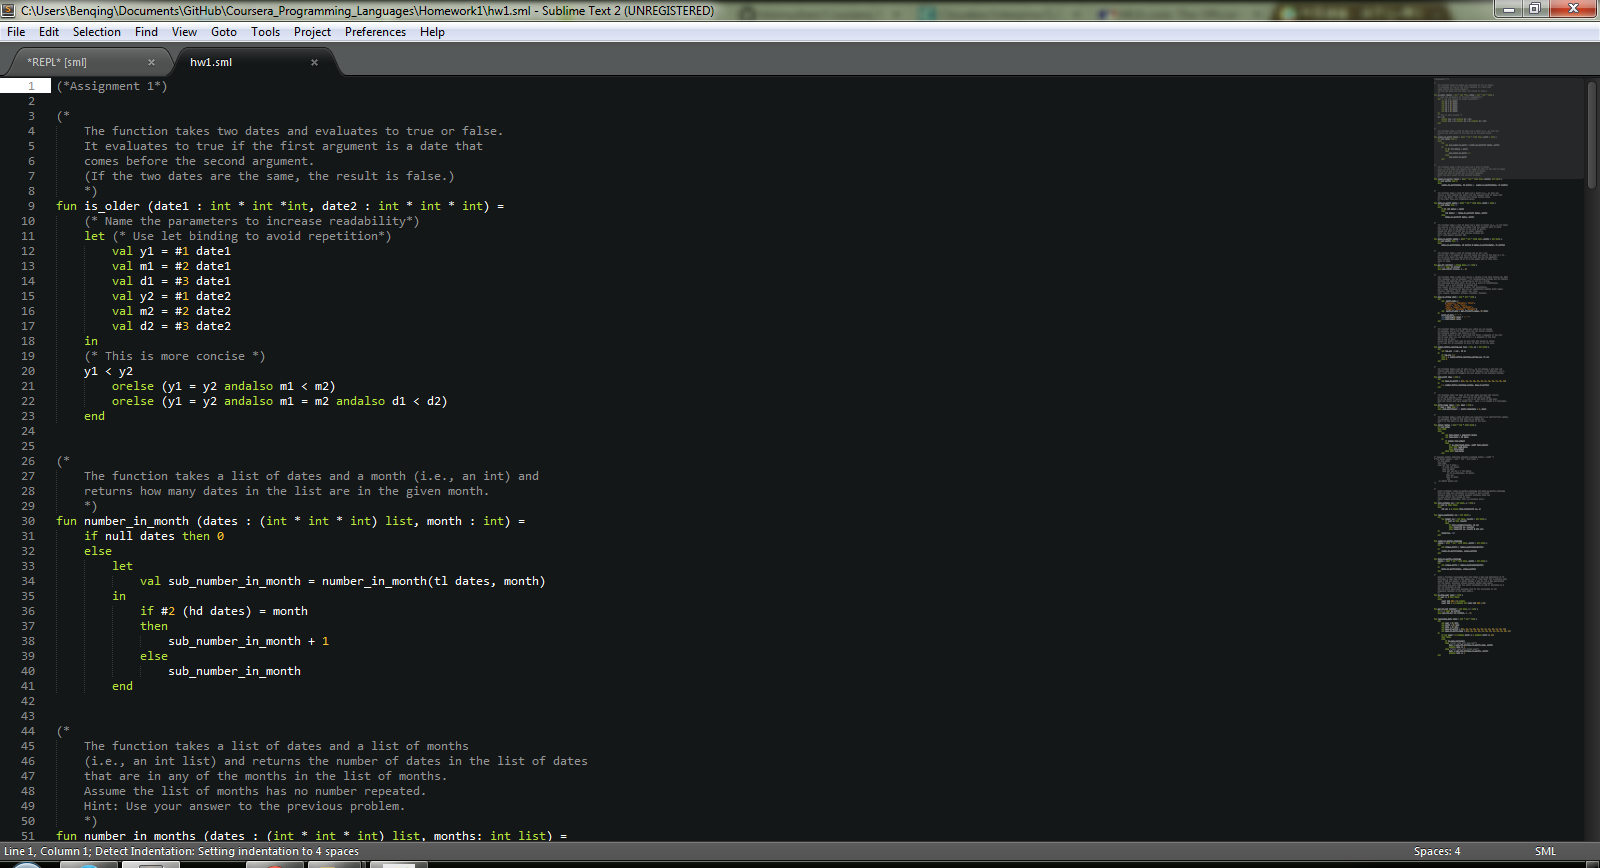 C:\Users\Benqing\Documents\GitHub\Coursera_Programming_Languages\Homework1\hw1.sml - Sublime Text 2 (UNREGISTERED)
File Edit Selection Find View Goto Tools Project Preferences Help
*REPL* [sml] × hw1.sml ×
1 (*Assignment 1*)
2
3 (*
4     The function takes two dates and evaluates to true or false.
5     It evaluates to true if the first argument is a date that
6     comes before the second argument.
7     (If the two dates are the same, the result is false.)
8     *)
9 fun is_older (date1 : int * int *int, date2 : int * int * int) =
10     (* Name the parameters to increase readability*)
11     let (* Use let binding to avoid repetition*)
12         val y1 = #1 date1
13         val m1 = #2 date1
14         val d1 = #3 date1
15         val y2 = #1 date2
16         val m2 = #2 date2
17         val d2 = #3 date2
18     in
19     (* This is more concise *)
20     y1 < y2
21         orelse (y1 = y2 andalso m1 < m2)
22         orelse (y1 = y2 andalso m1 = m2 andalso d1 < d2)
23     end
24
25
26 (*
27     The function takes a list of dates and a month (i.e., an int) and
28     returns how many dates in the list are in the given month.
29     *)
30 fun number_in_month (dates : (int * int * int) list, month : int) =
31     if null dates then 0
32     else
33         let
34             val sub_number_in_month = number_in_month(tl dates, month)
35         in
36             if #2 (hd dates) = month
37             then
38                 sub_number_in_month + 1
39             else
40                 sub_number_in_month
41         end
42
43
44 (*
45     The function takes a list of dates and a list of months
46     (i.e., an int list) and returns the number of dates in the list of dates
47     that are in any of the months in the list of months.
48     Assume the list of months has no number repeated.
49     Hint: Use your answer to the previous problem.
50     *)
51 fun number_in_months (dates : (int * int * int) list, months: int list) =
Line 1, Column 1; Detect Indentation: Setting indentation to 4 spaces Spaces: 4 SML